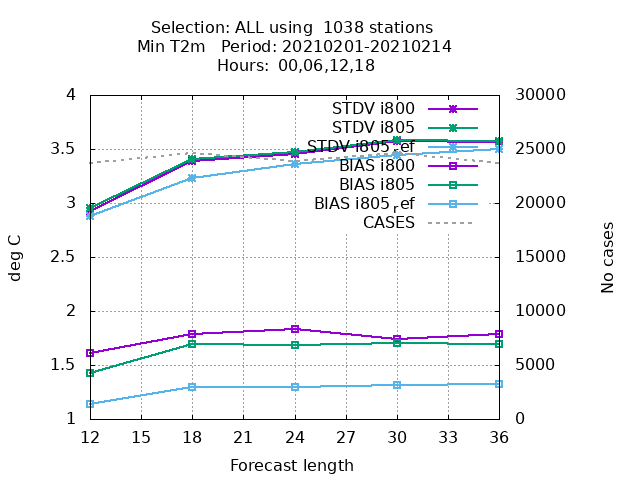 Selection: ALL using  1038 stations
Min T2m   Period: 20210201-20210214
Hours:  00,06,12,18
4
3.5
3
2.5
2
1.5
1
30000
25000
20000
15000
10000
5000
0
STDV i800
STDV i805
STDV i805ref
BIAS i800
BIAS i805
BIAS i805ref
CASES
deg C
No cases
12 15 18 21 24 27 30 33 36
Forecast length